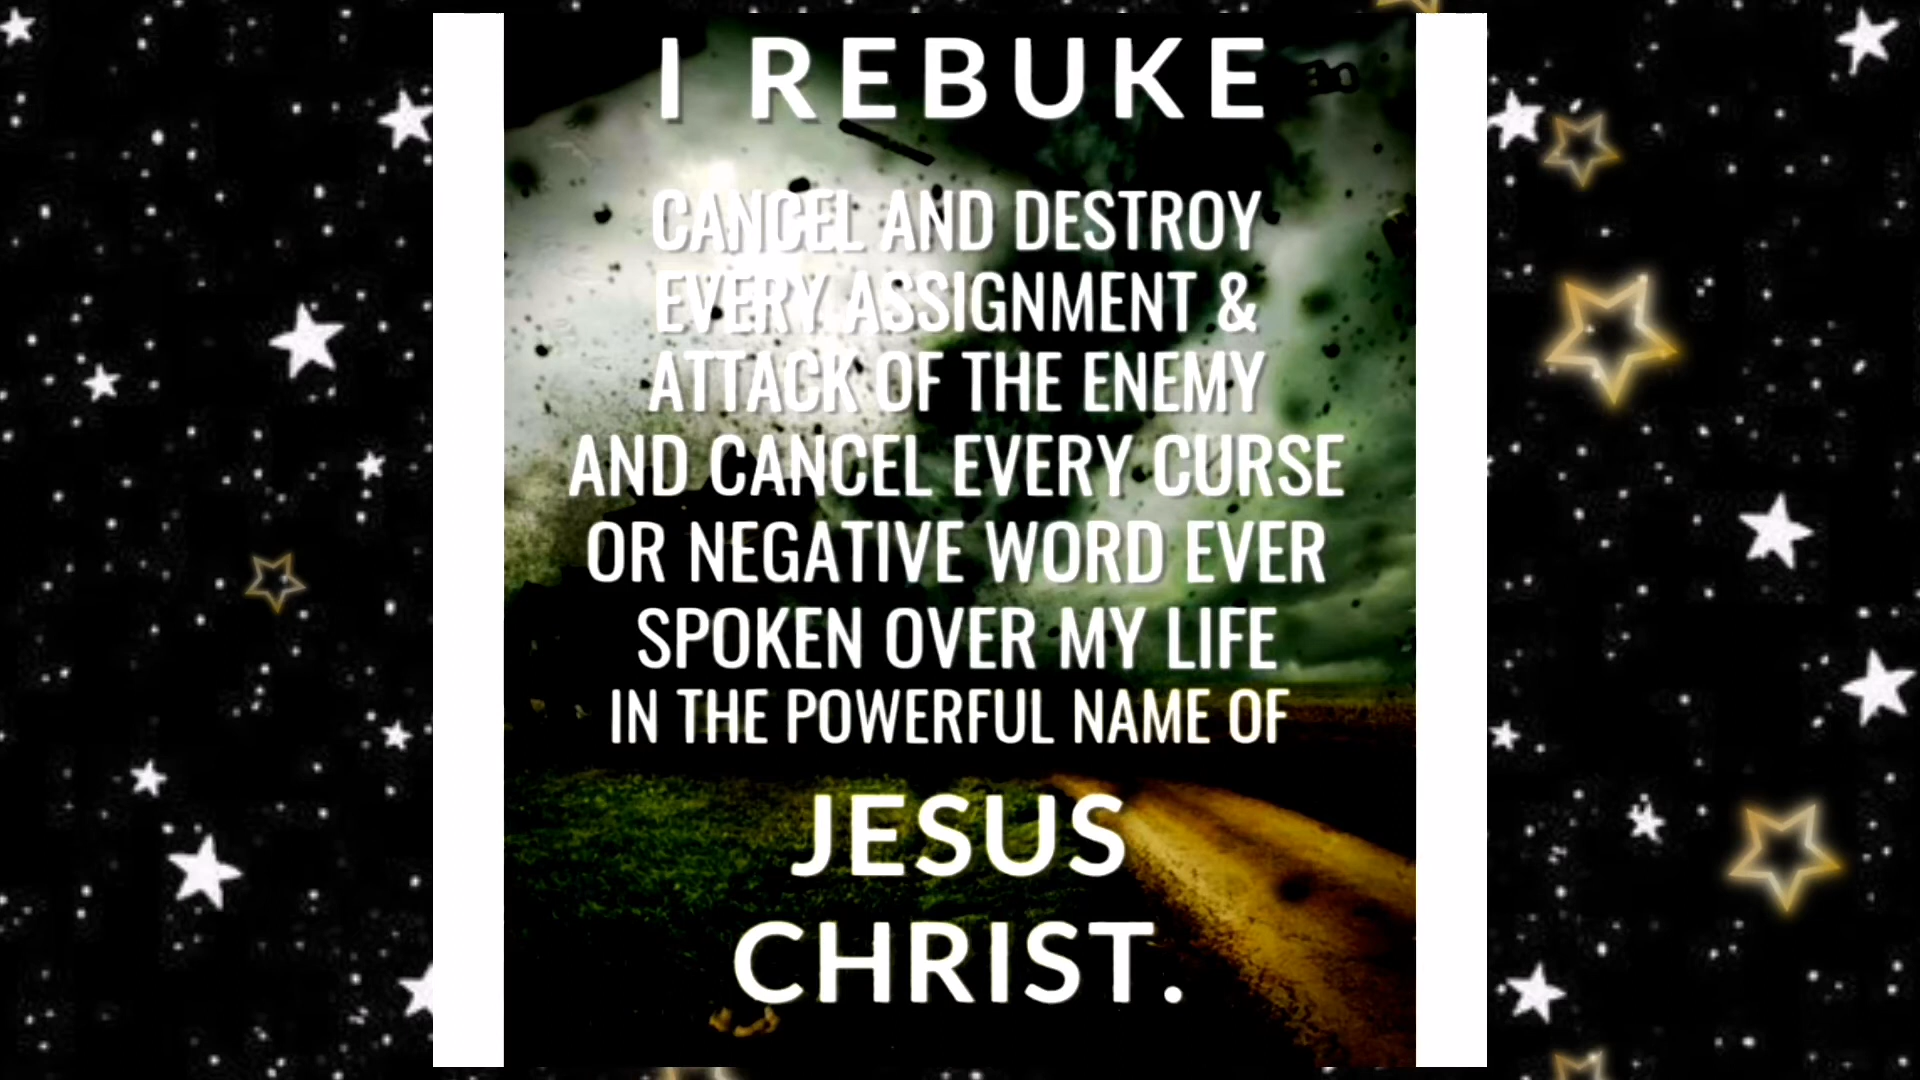 I REBUKE
CANCEL AND DESTROY
EVERY ASSIGNMENT &
ATTACK OF THE ENEMY
AND CANCEL EVERY CURSE
OR NEGATIVE WORD EVER
SPOKEN OVER MY LIFE
IN THE POWERFUL NAME OF
JESUS
CHRIST.